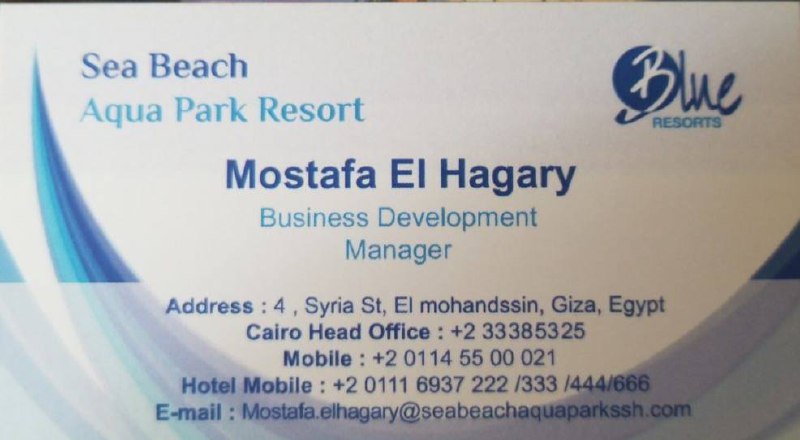 Sea Beach
Aqua Park Resort
Blue
RESORTS
Mostafa El Hagary
Business Development
Manager
Address : 4 , Syria St, El mohandssin, Giza, Egypt
Cairo Head Office : +2 33385325
Mobile : +2 0114 55 00 021
Hotel Mobile : +2 0111 6937 222 /333 /444/666
E-mail : Mostafa.elhagary@seabeachaquaparkssh.com